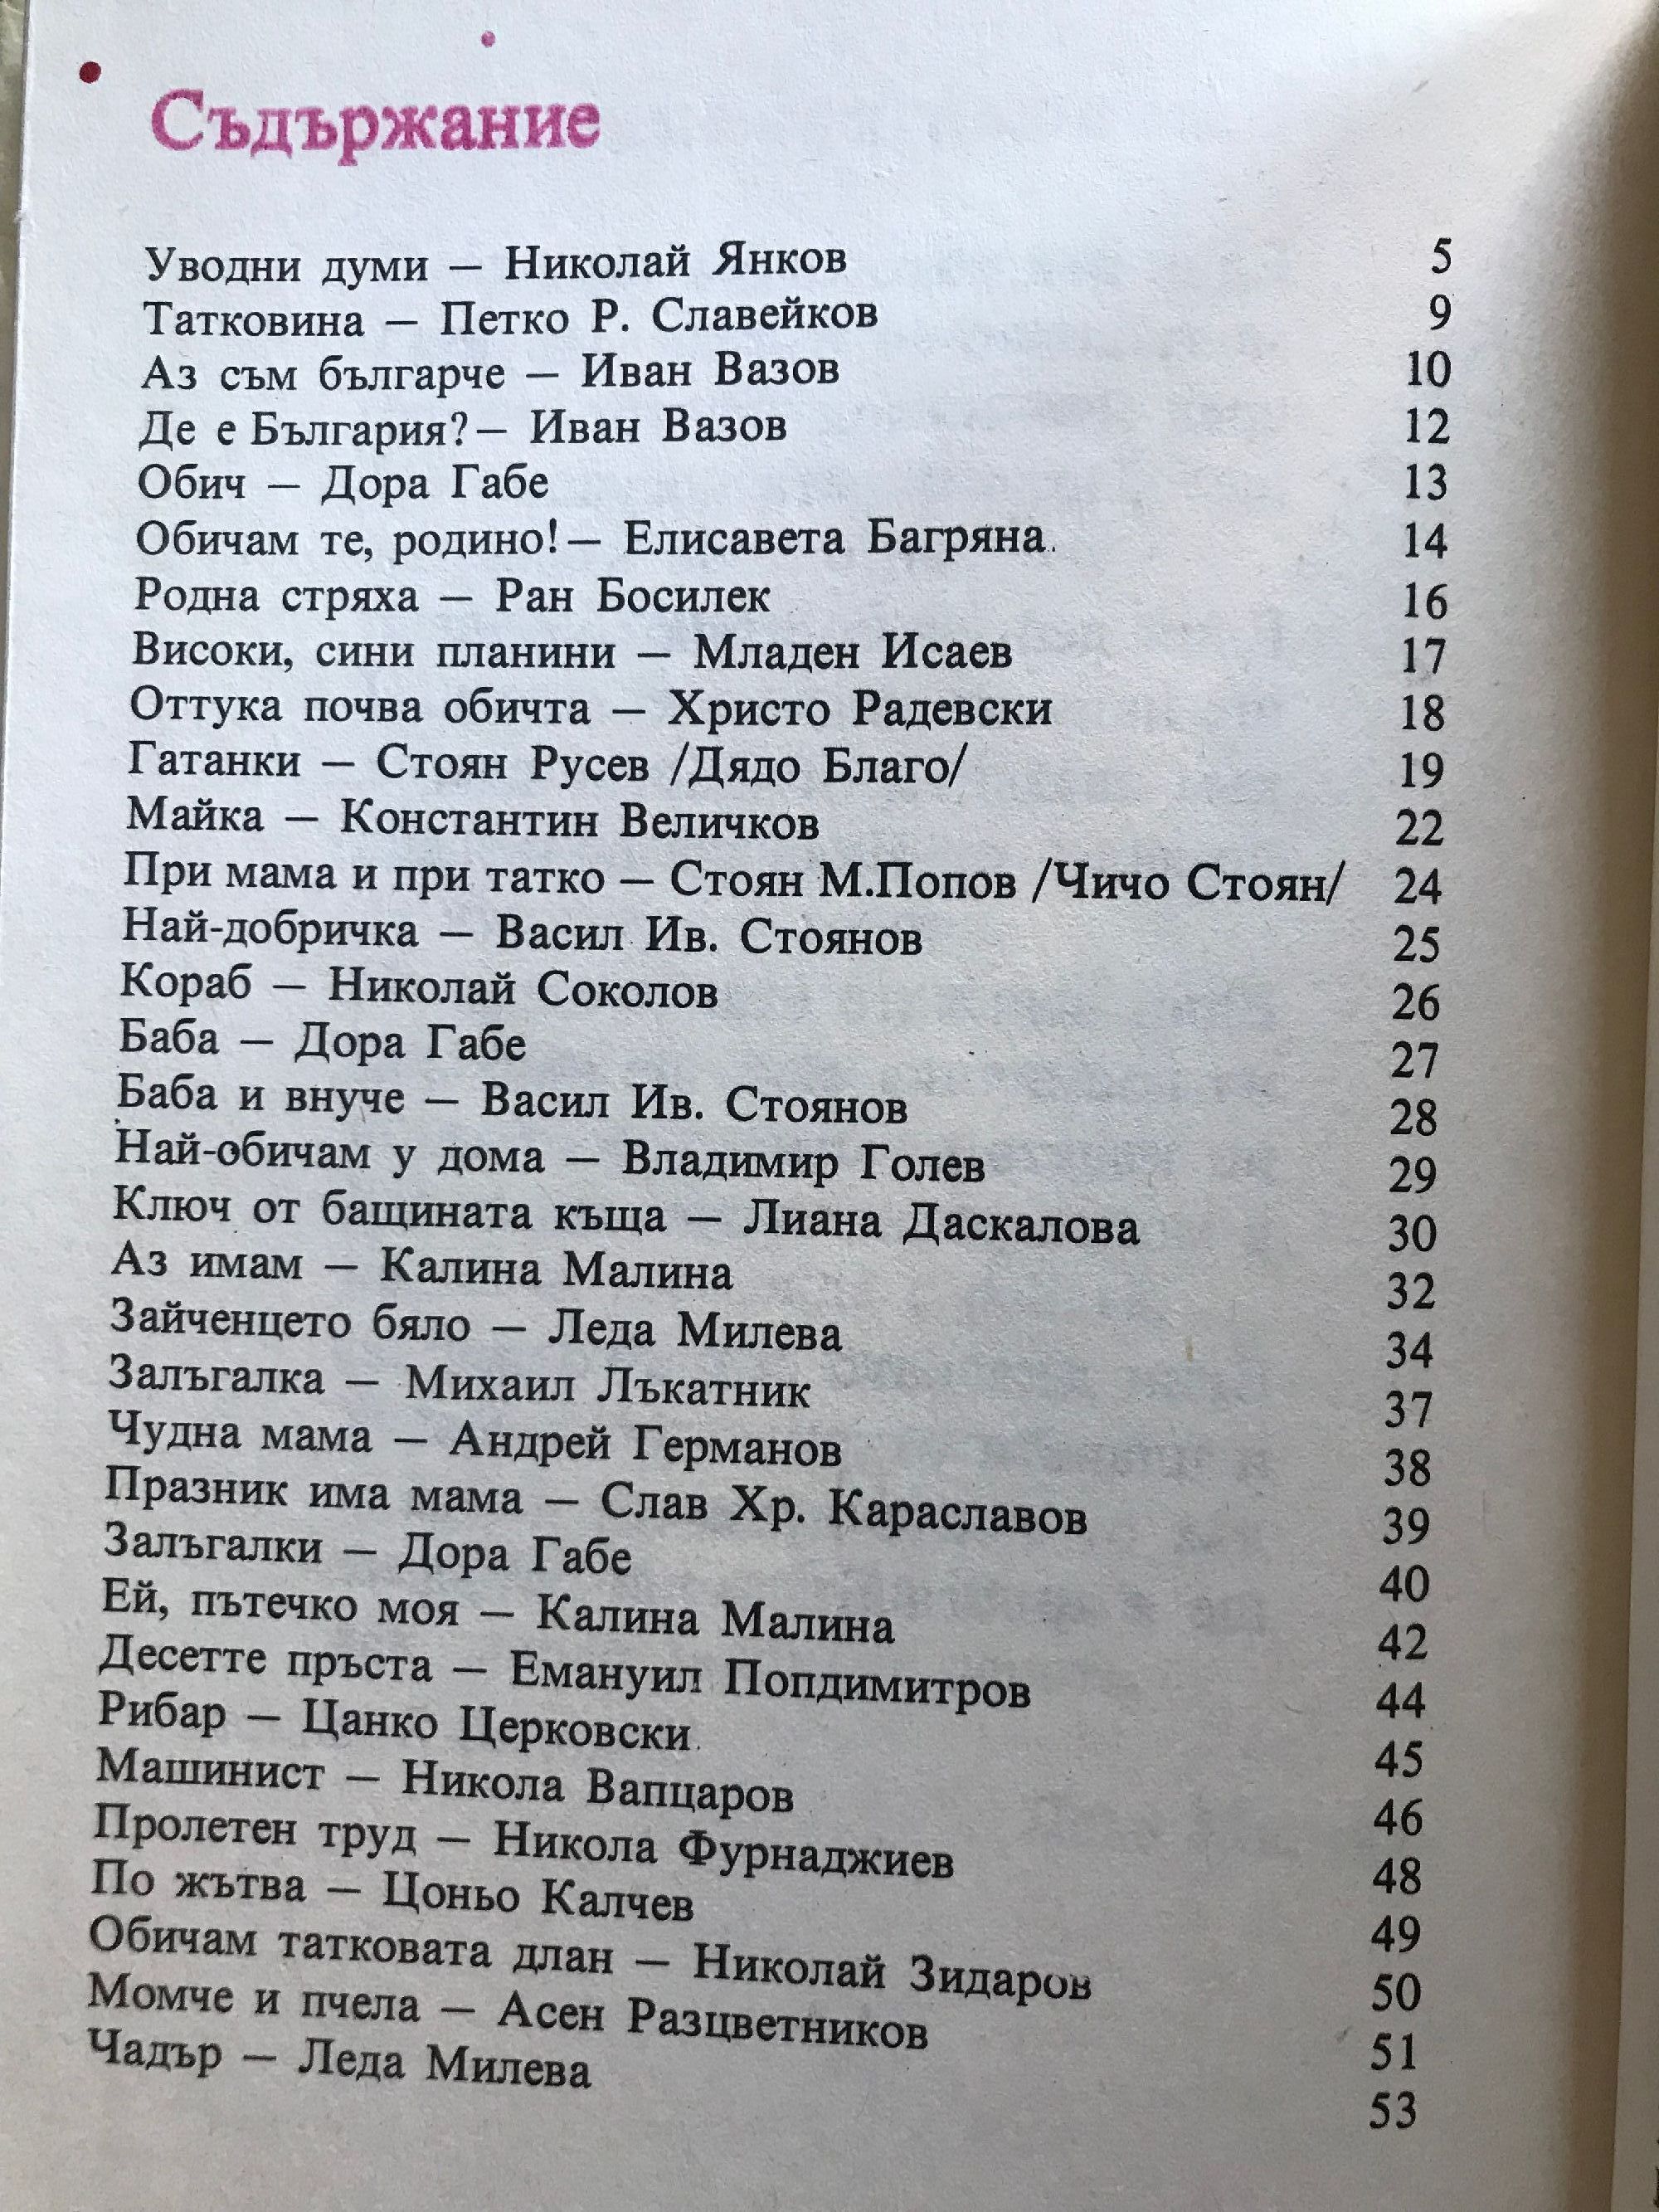 Съдържание
Уводни думи — Николай Янков 5
Татковина — Петко Р. Славейков 9
Аз съм българче — Иван Вазов 10
Де е България? — Иван Вазов 12
Обич — Дора Габе 13
Обичам те, родино! — Елисавета Багряна 14
Родна стряха — Ран Босилек 16
Високи, сини планини — Младен Исаев 17
Оттука почва обичта — Христо Радевски 18
Гатанки — Стоян Русев /Дядо Благо/ 19
Майка — Константин Величков 22
При мама и при татко — Стоян М.Попов /Чичо Стоян/ 24
Най-добричка — Васил Ив. Стоянов 25
Кораб — Николай Соколов 26
Баба — Дора Габе 27
Баба и внуче — Васил Ив. Стоянов 28
Най-обичам у дома — Владимир Голев 29
Ключ от бащината къща — Лиана Даскалова 30
Аз имам — Калина Малина 32
Зайченцето бяло — Леда Милева 34
Залъгалка — Михаил Лъкатник 37
Чудна мама — Андрей Германов 38
Празник има мама — Слав Хр. Караславов 39
Залъгалки — Дора Габе 40
Ей, пътечко моя — Калина Малина 42
Десетте пръста — Емануил Попдимитров 44
Рибар — Цанко Церковски 45
Машинист — Никола Вапцаров 46
Пролетен труд — Никола Фурнаджиев 48
По жътва — Цоньо Калчев 49
Обичам татковата длан — Николай Зидаров 50
Момче и пчела — Асен Разцветников 51
Чадър — Леда Милева 53